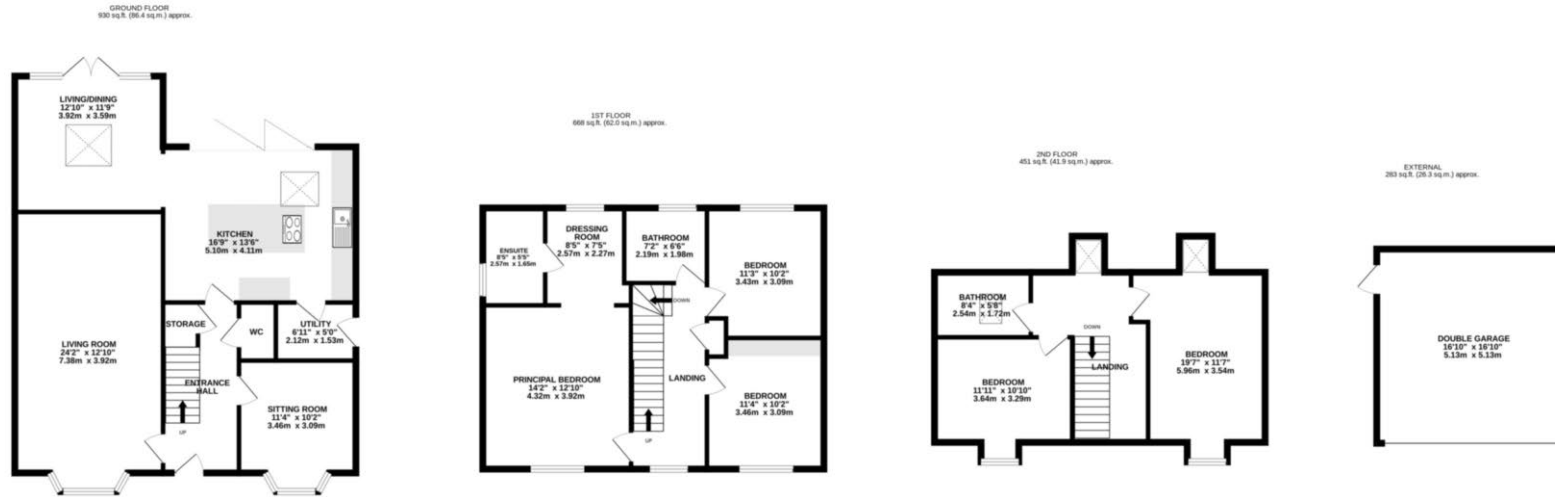 GROUND FLOOR
930 sq.ft. (86.4 sq.m.) approx.
LIVING/DINING
12'10" x 11'9"
3.92m x 3.59m
KITCHEN
16'9" x 13'6"
5.10m x 4.11m
STORAGE
WC
UTILITY
6'11" x 5'0"
2.12m x 1.53m
LIVING ROOM
24'2" x 12'10"
7.38m x 3.92m
ENTRANCE
HALL
UP
SITTING ROOM
11'4" x 10'2"
3.46m x 3.09m
1ST FLOOR
668 sq.ft. (62.0 sq.m.) approx.
ENSUITE
8'5" x 5'5"
2.57m x 1.65m
DRESSING
ROOM
8'5" x 7'5"
2.57m x 2.27m
BATHROOM
7'2" x 6'6"
2.19m x 1.98m
BEDROOM
11'3" x 10'2"
3.43m x 3.09m
DOWN
PRINCIPAL BEDROOM
14'2" x 12'10"
4.32m x 3.92m
LANDING
BEDROOM
11'4" x 10'2"
3.46m x 3.09m
UP
2ND FLOOR
451 sq.ft. (41.9 sq.m.) approx.
BATHROOM
8'4" x 5'8"
2.54m x 1.72m
DOWN
LANDING
BEDROOM
11'11" x 10'10"
3.64m x 3.29m
BEDROOM
19'7" x 11'7"
5.96m x 3.54m
EXTERNAL
283 sq.ft. (26.3 sq.m.) approx.
DOUBLE GARAGE
16'10" x 16'10"
5.13m x 5.13m